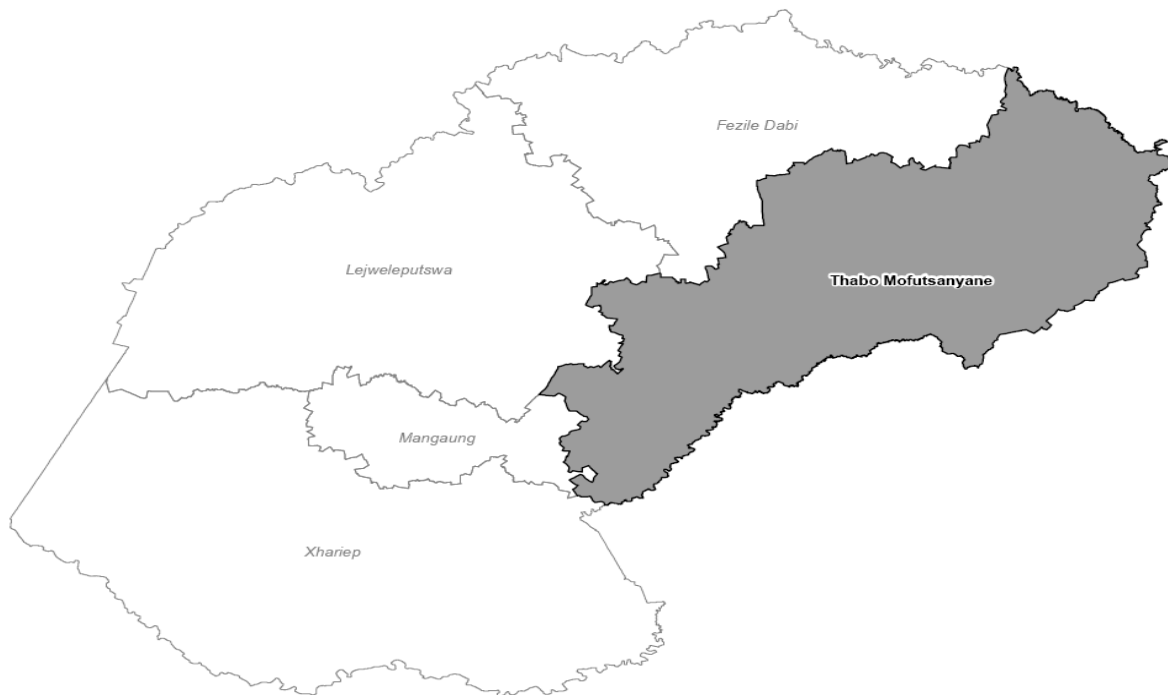 Fezile Dabi
Lejweleputswa
Thabo Mofutsanyane
Mangaung
Xhariep